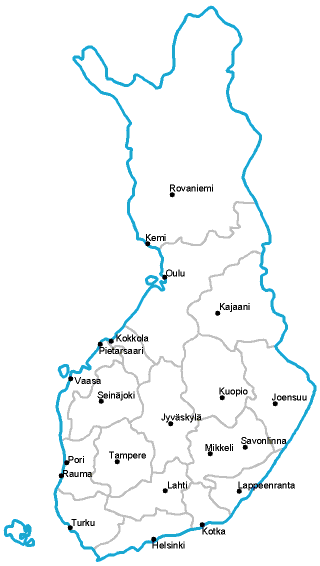 Rovaniemi
Kemi
Oulu
Kajaani
Kokkola
Pietarsaari
Vaasa
Seinäjoki
Kuopio
Joensuu
Jyväskylä
Mikkeli
Savonlinna
Pori
Tampere
Rauma
Lahti
Lappeenranta
Turku
Kotka
Helsinki